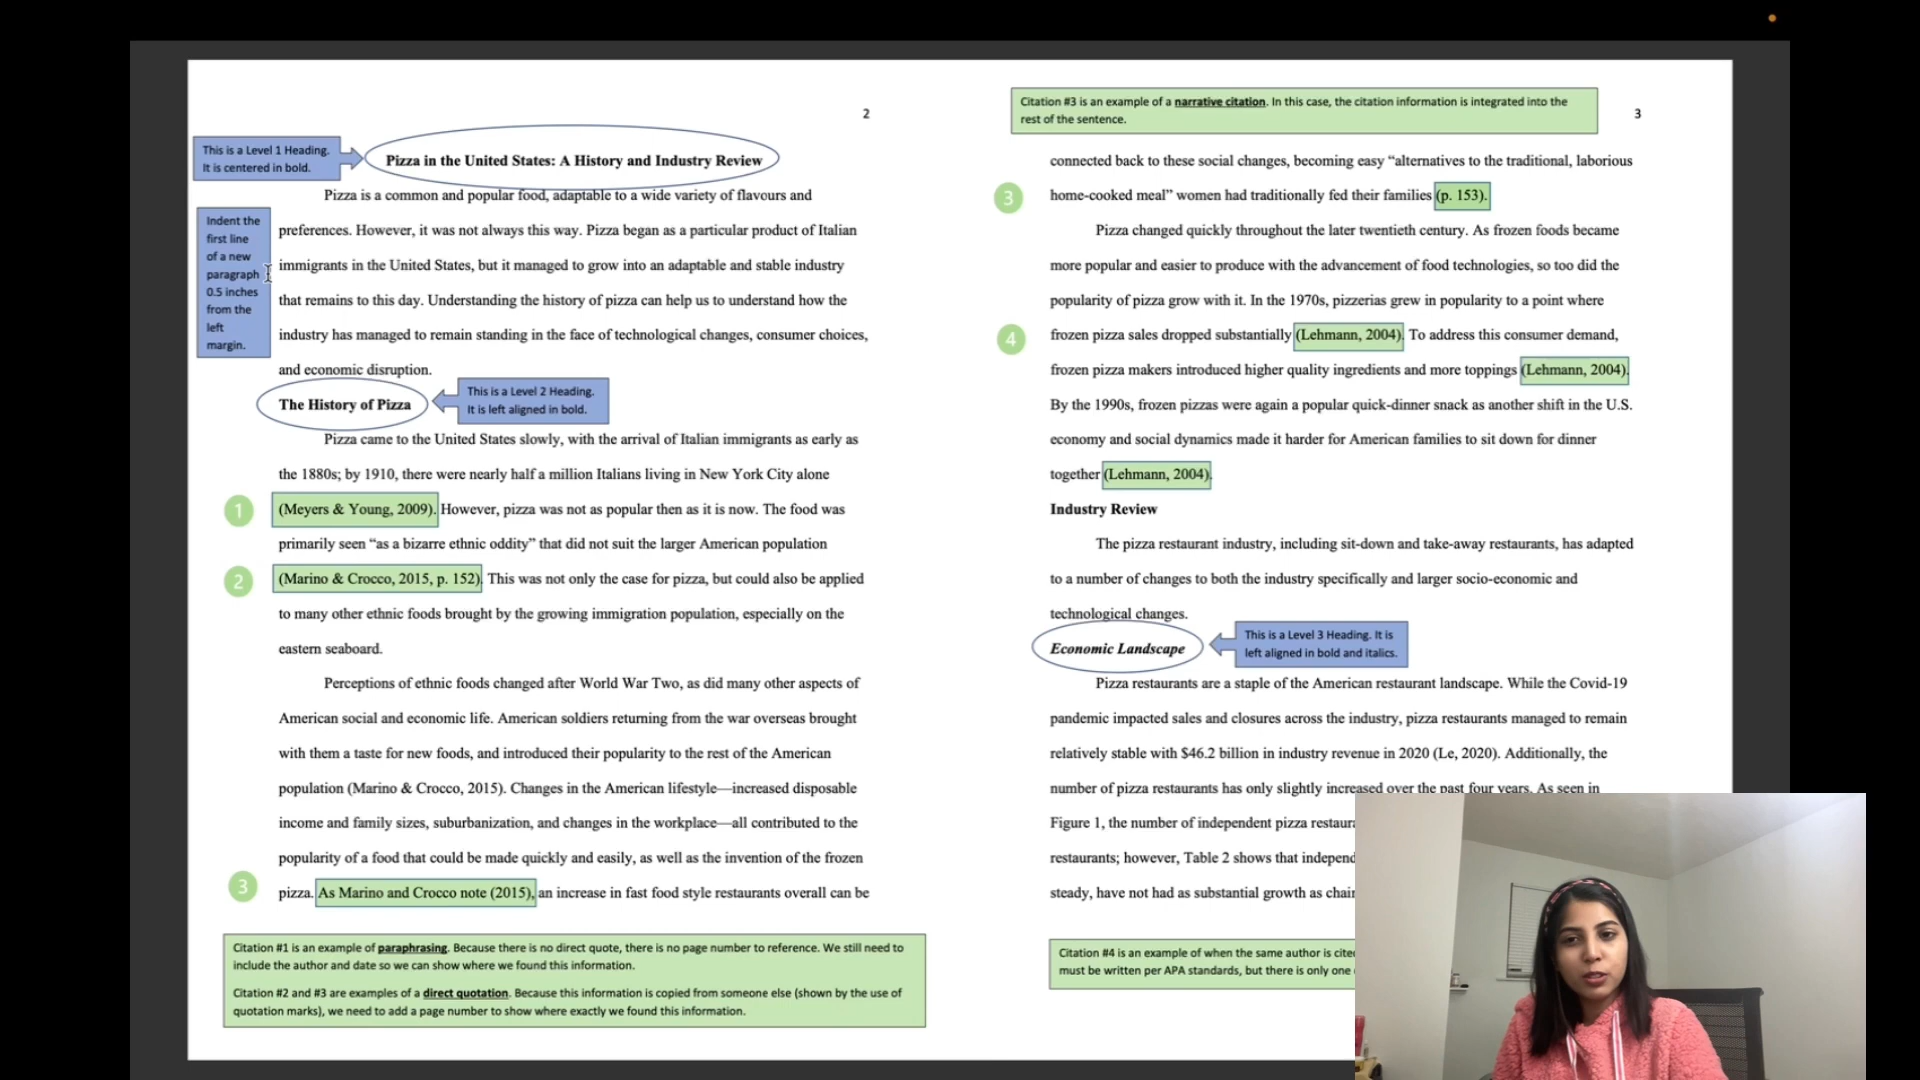 2
This is a Level 1 Heading.
It is centered in bold.
Pizza in the United States: A History and Industry Review
Pizza is a common and popular food, adaptable to a wide variety of flavours and
Indent the
first line
of a new
paragraph
0.5 inches
from the
left
margin.
preferences. However, it was not always this way. Pizza began as a particular product of Italian
immigrants in the United States, but it managed to grow into an adaptable and stable industry
that remains to this day. Understanding the history of pizza can help us to understand how the
industry has managed to remain standing in the face of technological changes, consumer choices,
and economic disruption.
The History of Pizza
This is a Level 2 Heading.
It is left aligned in bold.
Pizza came to the United States slowly, with the arrival of Italian immigrants as early as
the 1880s; by 1910, there were nearly half a million Italians living in New York City alone
1
(Meyers & Young, 2009). However, pizza was not as popular then as it is now. The food was
primarily seen “as a bizarre ethnic oddity” that did not suit the larger American population
2
(Marino & Crocco, 2015, p. 152). This was not only the case for pizza, but could also be applied
to many other ethnic foods brought by the growing immigration population, especially on the
eastern seaboard.
Perceptions of ethnic foods changed after World War Two, as did many other aspects of
American social and economic life. American soldiers returning from the war overseas brought
with them a taste for new foods, and introduced their popularity to the rest of the American
population (Marino & Crocco, 2015). Changes in the American lifestyle—increased disposable
income and family sizes, suburbanization, and changes in the workplace—all contributed to the
popularity of a food that could be made quickly and easily, as well as the invention of the frozen
3
pizza. As Marino and Crocco note (2015), an increase in fast food style restaurants overall can be
Citation #1 is an example of paraphrasing. Because there is no direct quote, there is no page number to reference. We still need to
include the author and date so we can show where we found this information.
Citation #2 and #3 are examples of a direct quotation. Because this information is copied from someone else (shown by the use of
quotation marks), we need to add a page number to show where exactly we found this information.
Citation #3 is an example of a narrative citation. In this case, the citation information is integrated into the
rest of the sentence.
3
connected back to these social changes, becoming easy “alternatives to the traditional, laborious
3
home-cooked meal” women had traditionally fed their families (p. 153).
Pizza changed quickly throughout the later twentieth century. As frozen foods became
more popular and easier to produce with the advancement of food technologies, so too did the
popularity of pizza grow with it. In the 1970s, pizzerias grew in popularity to a point where
4
frozen pizza sales dropped substantially (Lehmann, 2004). To address this consumer demand,
frozen pizza makers introduced higher quality ingredients and more toppings (Lehmann, 2004).
By the 1990s, frozen pizzas were again a popular quick-dinner snack as another shift in the U.S.
economy and social dynamics made it harder for American families to sit down for dinner
together (Lehmann, 2004).
Industry Review
The pizza restaurant industry, including sit-down and take-away restaurants, has adapted
to a number of changes to both the industry specifically and larger socio-economic and
technological changes.
Economic Landscape
This is a Level 3 Heading. It is
left aligned in bold and italics.
Pizza restaurants are a staple of the American restaurant landscape. While the Covid-19
pandemic impacted sales and closures across the industry, pizza restaurants managed to remain
relatively stable with $46.2 billion in industry revenue in 2020 (Le, 2020). Additionally, the
number of pizza restaurants has only slightly increased over the past four years. As seen in
Figure 1, the number of independent pizza restaura
restaurants; however, Table 2 shows that independ
steady, have not had as substantial growth as chain
Citation #4 is an example of when the same author is cited
must be written per APA standards, but there is only one